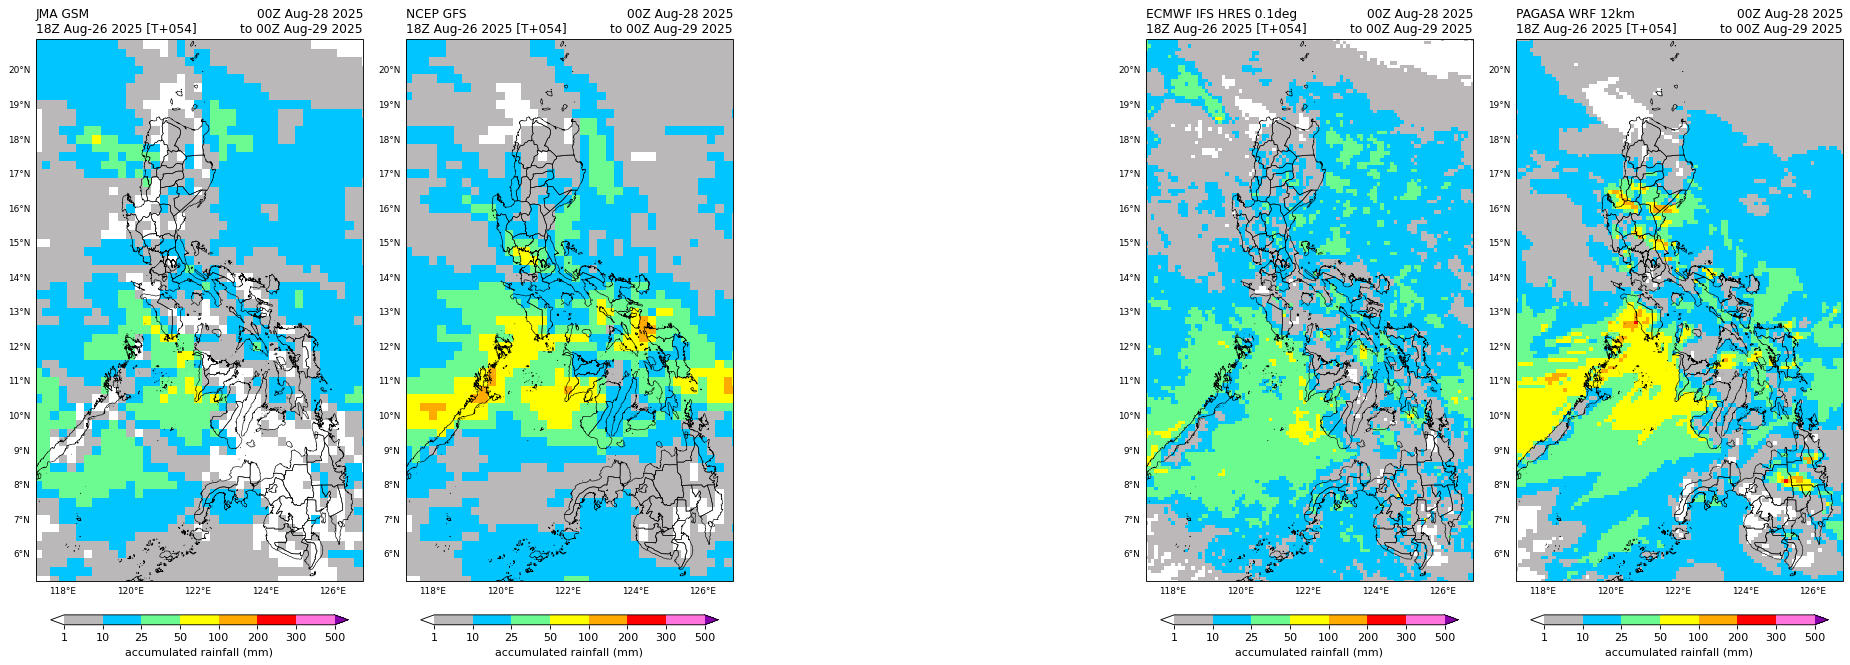 JMA GSM 00Z Aug-28 2025
18Z Aug-26 2025 [T+054] to 00Z Aug-29 2025
20°N
19°N
18°N
17°N
16°N
15°N
14°N
13°N
12°N
11°N
10°N
9°N
8°N
7°N
6°N
118°E 120°E 122°E 124°E 126°E
1 10 25 50 100 200 300 500
accumulated rainfall (mm)
NCEP GFS 00Z Aug-28 2025
18Z Aug-26 2025 [T+054] to 00Z Aug-29 2025
20°N
19°N
18°N
17°N
16°N
15°N
14°N
13°N
12°N
11°N
10°N
9°N
8°N
7°N
6°N
118°E 120°E 122°E 124°E 126°E
1 10 25 50 100 200 300 500
accumulated rainfall (mm)
ECMWF IFS HRES 0.1deg 00Z Aug-28 2025
18Z Aug-26 2025 [T+054] to 00Z Aug-29 2025
20°N
19°N
18°N
17°N
16°N
15°N
14°N
13°N
12°N
11°N
10°N
9°N
8°N
7°N
6°N
118°E 120°E 122°E 124°E 126°E
1 10 25 50 100 200 300 500
accumulated rainfall (mm)
PAGASA WRF 12km 00Z Aug-28 2025
18Z Aug-26 2025 [T+054] to 00Z Aug-29 2025
20°N
19°N
18°N
17°N
16°N
15°N
14°N
13°N
12°N
11°N
10°N
9°N
8°N
7°N
6°N
118°E 120°E 122°E 124°E 126°E
1 10 25 50 100 200 300 500
accumulated rainfall (mm)